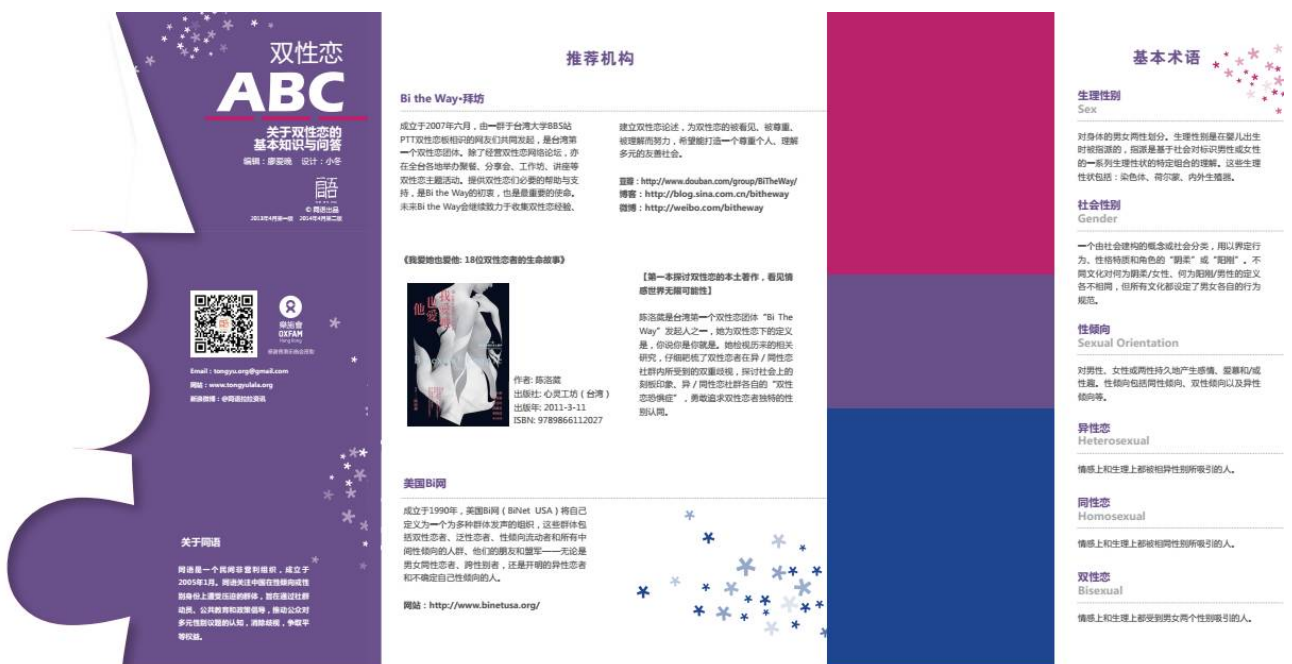 双性恋
ABC
关于双性恋的
基本知识与问答
编辑：廖爱晚 设计：小冬
語
© 同语出品
2013年4月第一版 2014年4月第二版
樂施會
OXFAM
Hong Kong
Email：tongyu.org@gmail.com
网站：www.tongyulala.org
新浪微博：@同语拉拉资讯
关于同语
同语是一个民间非营利组织，成立于
2005年1月。同语关注中国在性倾向或性
别身份上遭受压迫的群体，旨在通过社群
动员、公共教育和政策倡导，推动公众对
多元性别议题的认知，消除歧视，争取平
等权益。
推荐机构
Bi the Way•拜坊
成立于2007年六月，由一群于台湾大学BBS站
PTT双性恋板相识的网友们共同发起，是台湾第
一个双性恋团体。除了经营双性恋网络论坛，亦
在全台各地举办聚餐、分享会、工作坊、讲座等
双性恋主题活动。提供双性恋们必要的帮助与支
持，是Bi the Way的初衷，也是最重要的使命。
未来Bi the Way会继续致力于收集双性恋经验、
建立双性恋论述，为双性恋的被看见、被尊重、
被理解而努力，希望能打造一个尊重个人、理解
多元的友善社会。
豆瓣：http://www.douban.com/group/BiTheWay/
博客：http://blog.sina.com.cn/bitheway
微博：http://weibo.com/bitheway
《我爱她也爱他: 18位双性恋者的生命故事》
我爱她
也爱
他
作者: 陈洛葳
出版社: 心灵工坊（台湾）
出版年: 2011-3-11
ISBN: 9789866112027
【第一本探讨双性恋的本土著作，看见情
感世界无限可能性】
陈洛葳是台湾第一个双性恋团体“Bi The
Way”发起人之一，她为双性恋下的定义
是，你说你是你就是。她检视历来的相关
研究，仔细爬梳了双性恋者在异 / 同性恋
社群内所受到的双重歧视，探讨社会上的
刻板印象、异 / 同性恋社群各自的“双性
恋恐惧症”，勇敢追求双性恋者独特的性
别认同。
美国Bi网
成立于1990年，美国Bi网（BiNet USA）将自己
定义为一个为多种群体发声的组织，这些群体包
括双性恋者、泛性恋者、性倾向流动者和所有中
间性倾向的人群、他们的朋友和盟军——无论是
男女同性恋者、跨性别者，还是开明的异性恋者
和不确定自己性倾向的人。
网站：http://www.binetusa.org/
基本术语
生理性别
Sex
对身体的男女两性划分。生理性别是在婴儿出生
时被指派的，指派是基于社会对标识男性或女性
的一系列生理性状的特定组合的理解。这些生理
性状包括：染色体、荷尔蒙、内外生殖器。
社会性别
Gender
一个由社会建构的概念或社会分类，用以界定行
为、性格特质和角色的“阴柔”或“阳刚”。不
同文化对何为阴柔/女性、何为阳刚/男性的定义
各不相同，但所有文化都设定了男女各自的行为
规范。
性倾向
Sexual Orientation
对男性、女性或两性持久地产生感情、爱慕和/或
性趣。性倾向包括同性倾向、双性倾向以及异性
倾向等。
异性恋
Heterosexual
情感上和生理上都被相异性别所吸引的人。
同性恋
Homosexual
情感上和生理上都被相同性别所吸引的人。
双性恋
Bisexual
情感上和生理上都受到男女两个性别吸引的人。